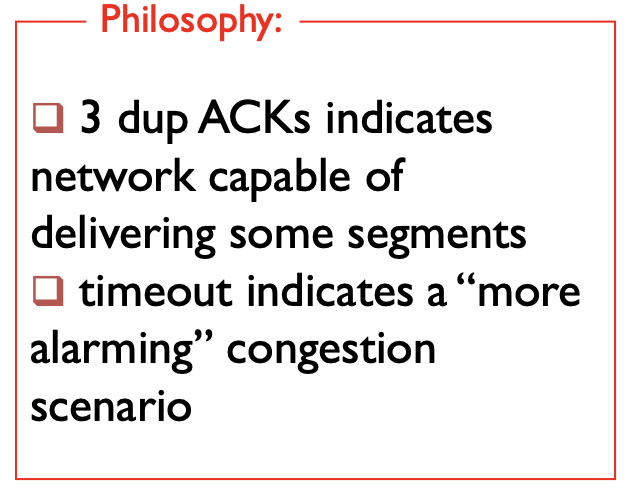 Philosophy:
❑ 3 dup ACKs indicates
network capable of
delivering some segments
❑ timeout indicates a “more
alarming” congestion
scenario